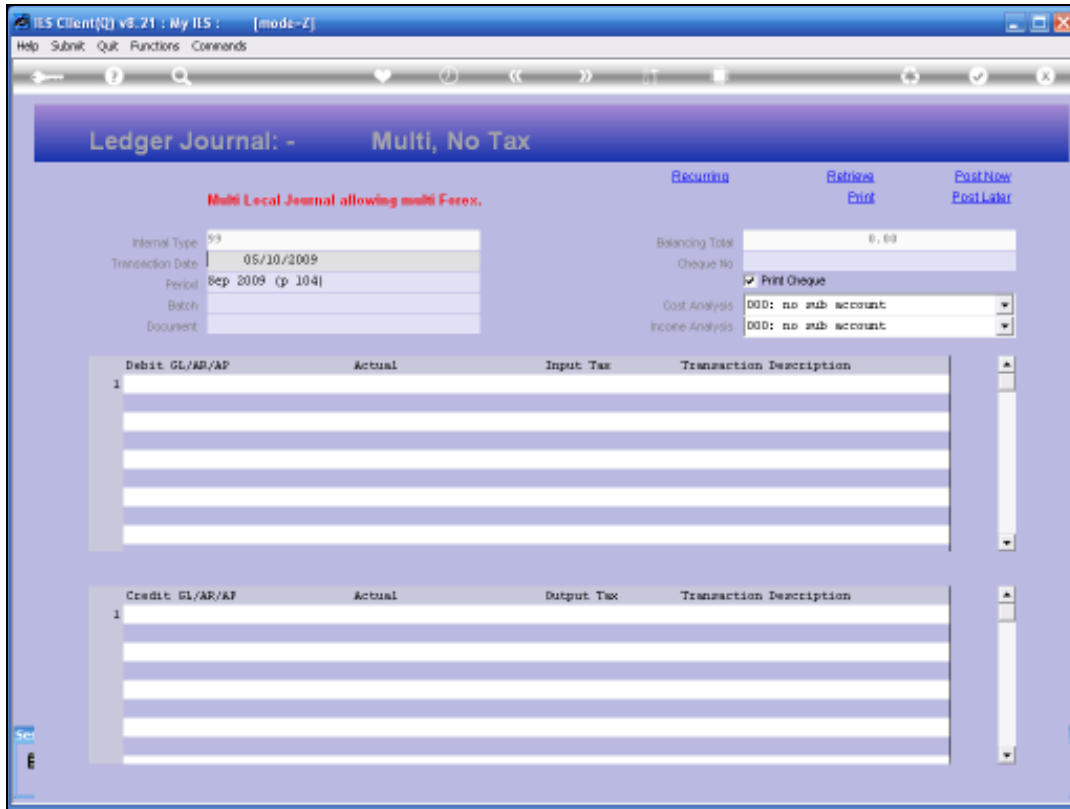 IES Client(Q) v8.21 : My IES :      [mode-Z]
Help Submit Quit Functions Commands
Ledger Journal: -      Multi, No Tax
Recurring Retrieve Post Now
Multi Local Journal allowing multi Forex. Print Post Later
Internal Type 99 Balancing Total 0.00
Transaction Date 05/10/2009 Cheque No
Period Sep 2009 (p 104) Print Cheque
Batch Cost Analysis 000: no sub account
Document Income Analysis 000: no sub account
Debit GL/AR/AP Actual Input Tax Transaction Description
1
Credit GL/AR/AP Actual Output Tax Transaction Description
1